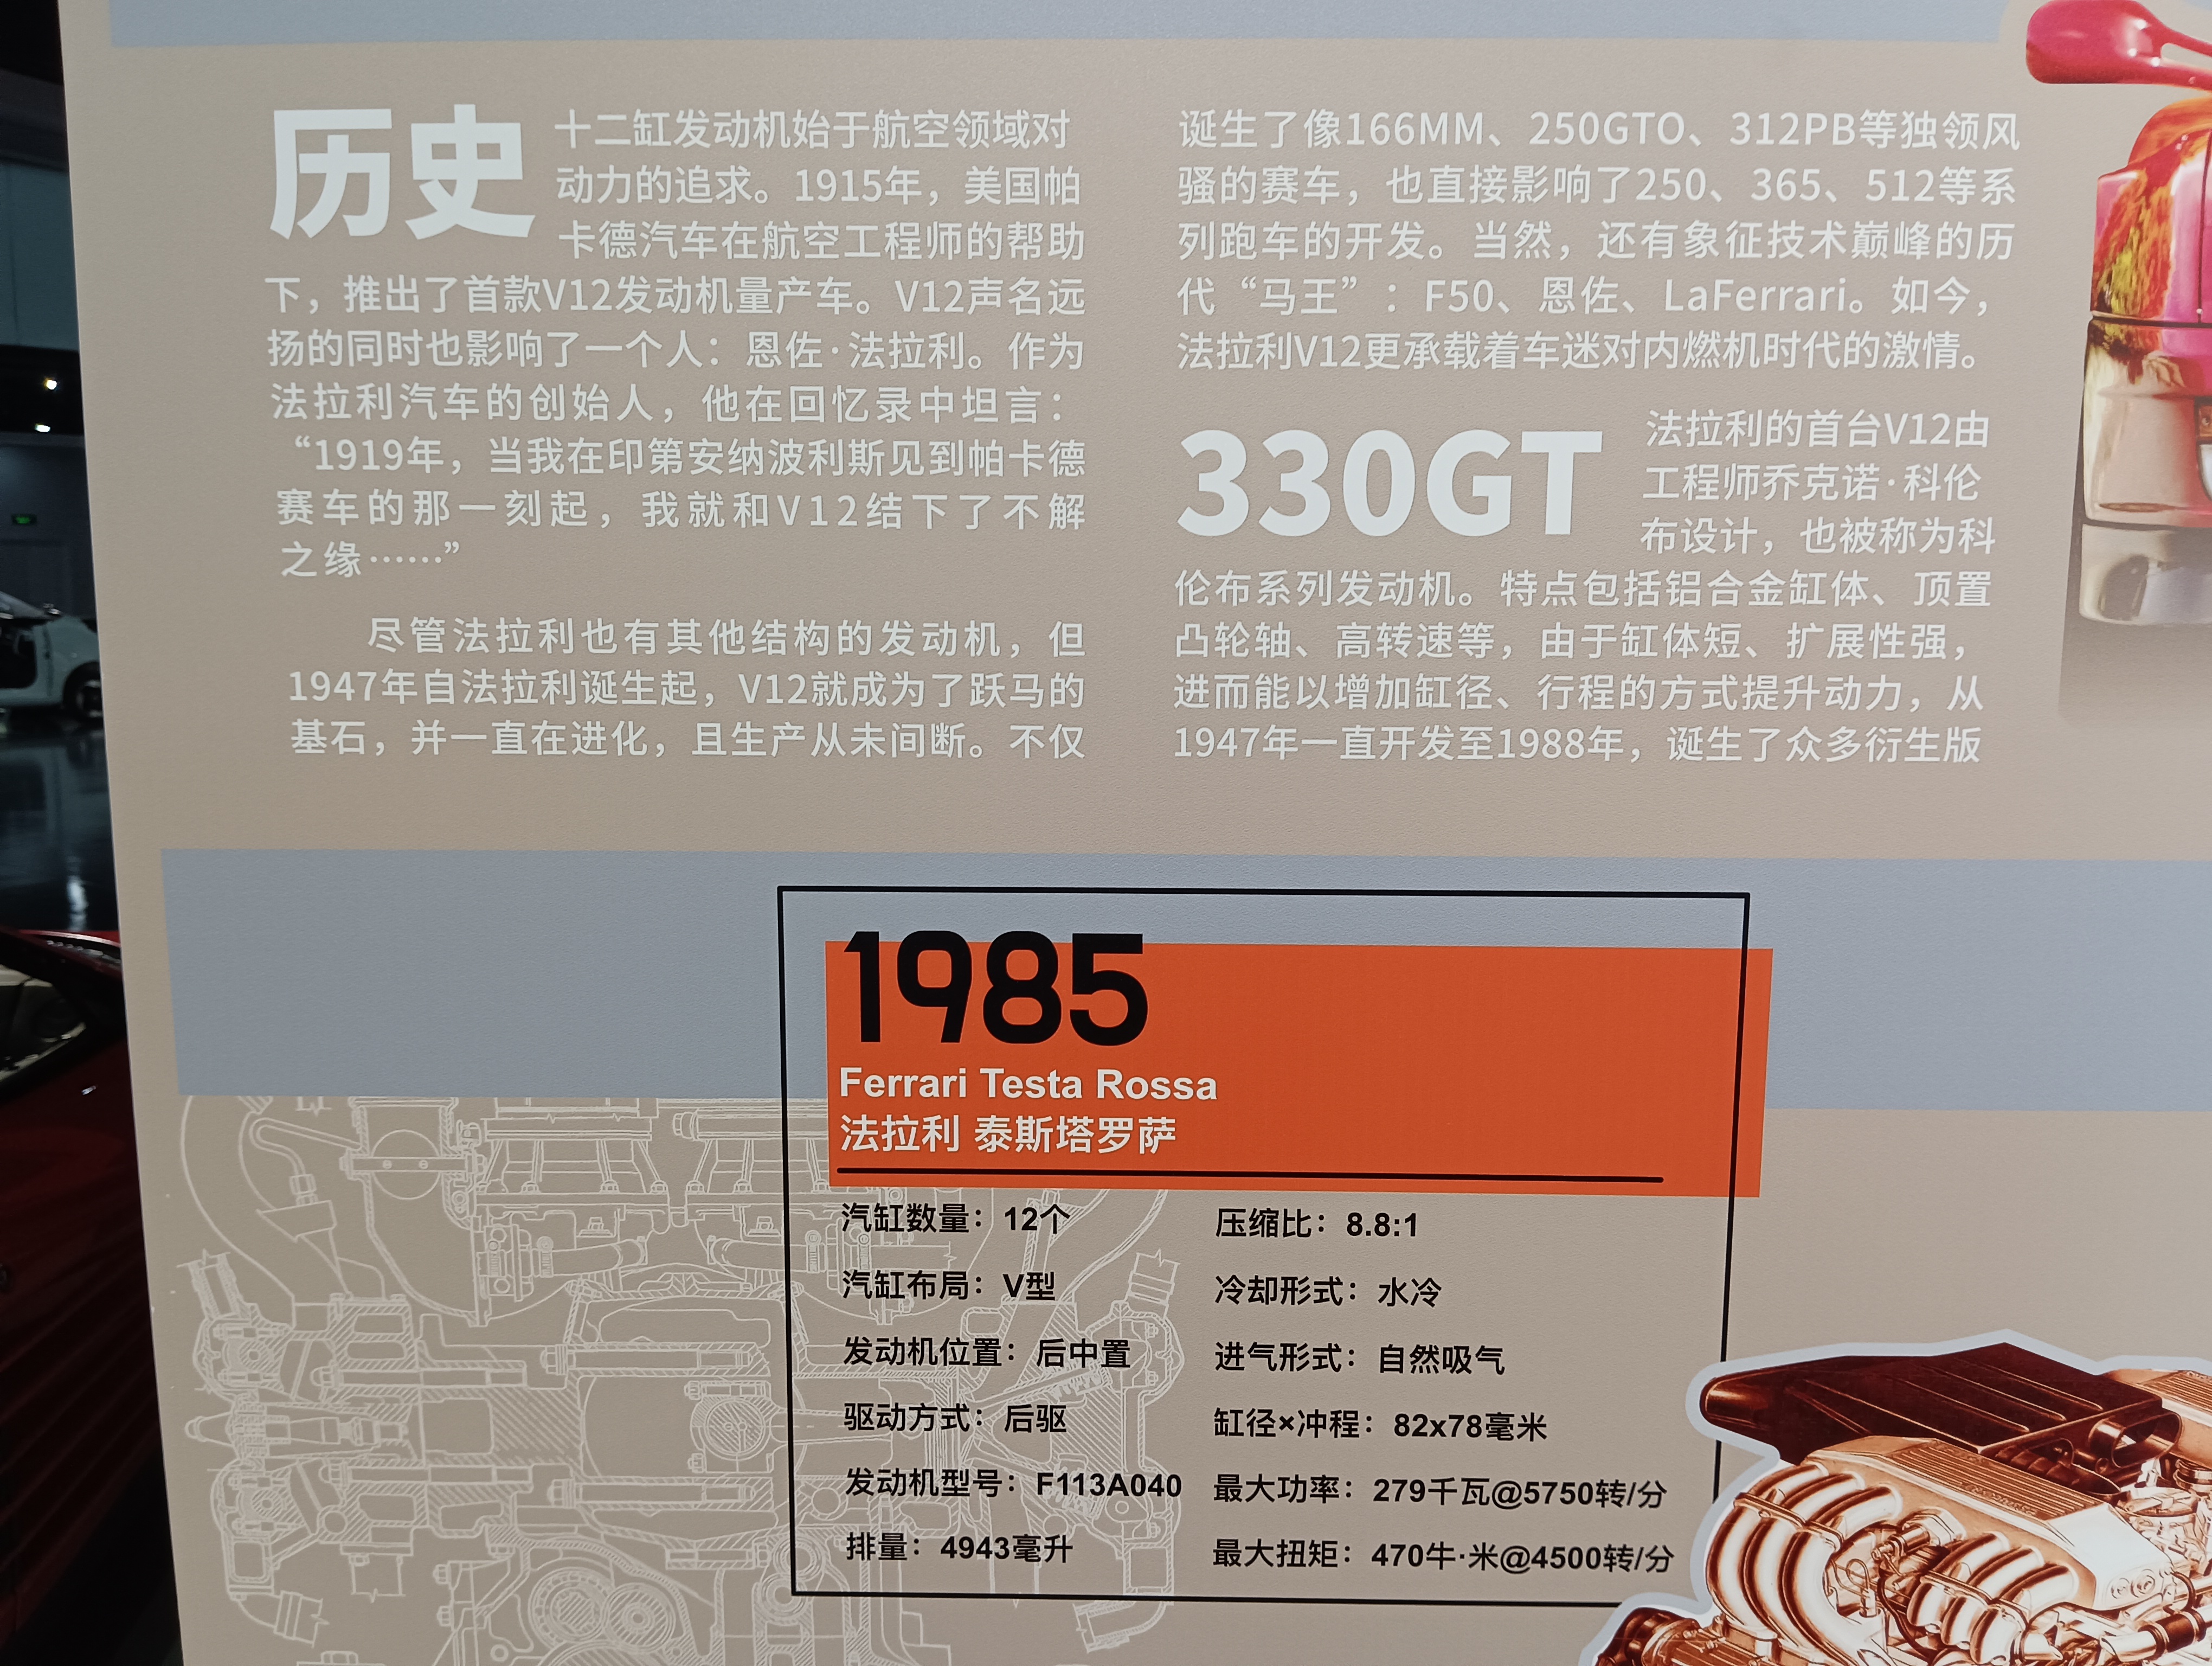 历史
十二缸发动机始于航空领域对
动力的追求。1915年，美国帕
卡德汽车在航空工程师的帮助
下，推出了首款V12发动机量产车。V12声名远
扬的同时也影响了一个人：恩佐·法拉利。作为
法拉利汽车的创始人，他在回忆录中坦言：
“1919年，当我在印第安纳波利斯见到帕卡德
赛车的那一刻起，我就和V12结下了不解
之缘……”
尽管法拉利也有其他结构的发动机，但
1947年自法拉利诞生起，V12就成为了跃马的
基石，并一直在进化，且生产从未间断。不仅
诞生了像166MM、250GTO、312PB等独领风
骚的赛车，也直接影响了250、365、512等系
列跑车的开发。当然，还有象征技术巅峰的历
代“马王”：F50、恩佐、LaFerrari。如今，
法拉利V12更承载着车迷对内燃机时代的激情。
330GT
法拉利的首台V12由
工程师乔克诺·科伦
布设计，也被称为科
伦布系列发动机。特点包括铝合金缸体、顶置
凸轮轴、高转速等，由于缸体短、扩展性强，
进而能以增加缸径、行程的方式提升动力，从
1947年一直开发至1988年，诞生了众多衍生版
1985
Ferrari Testa Rossa
法拉利 泰斯塔罗萨
汽缸数量：12个
汽缸布局：V型
发动机位置：后中置
驱动方式：后驱
发动机型号：F113A040
排量：4943毫升
压缩比：8.8:1
冷却形式：水冷
进气形式：自然吸气
缸径×冲程：82x78毫米
最大功率：279千瓦@5750转/分
最大扭矩：470牛·米@4500转/分